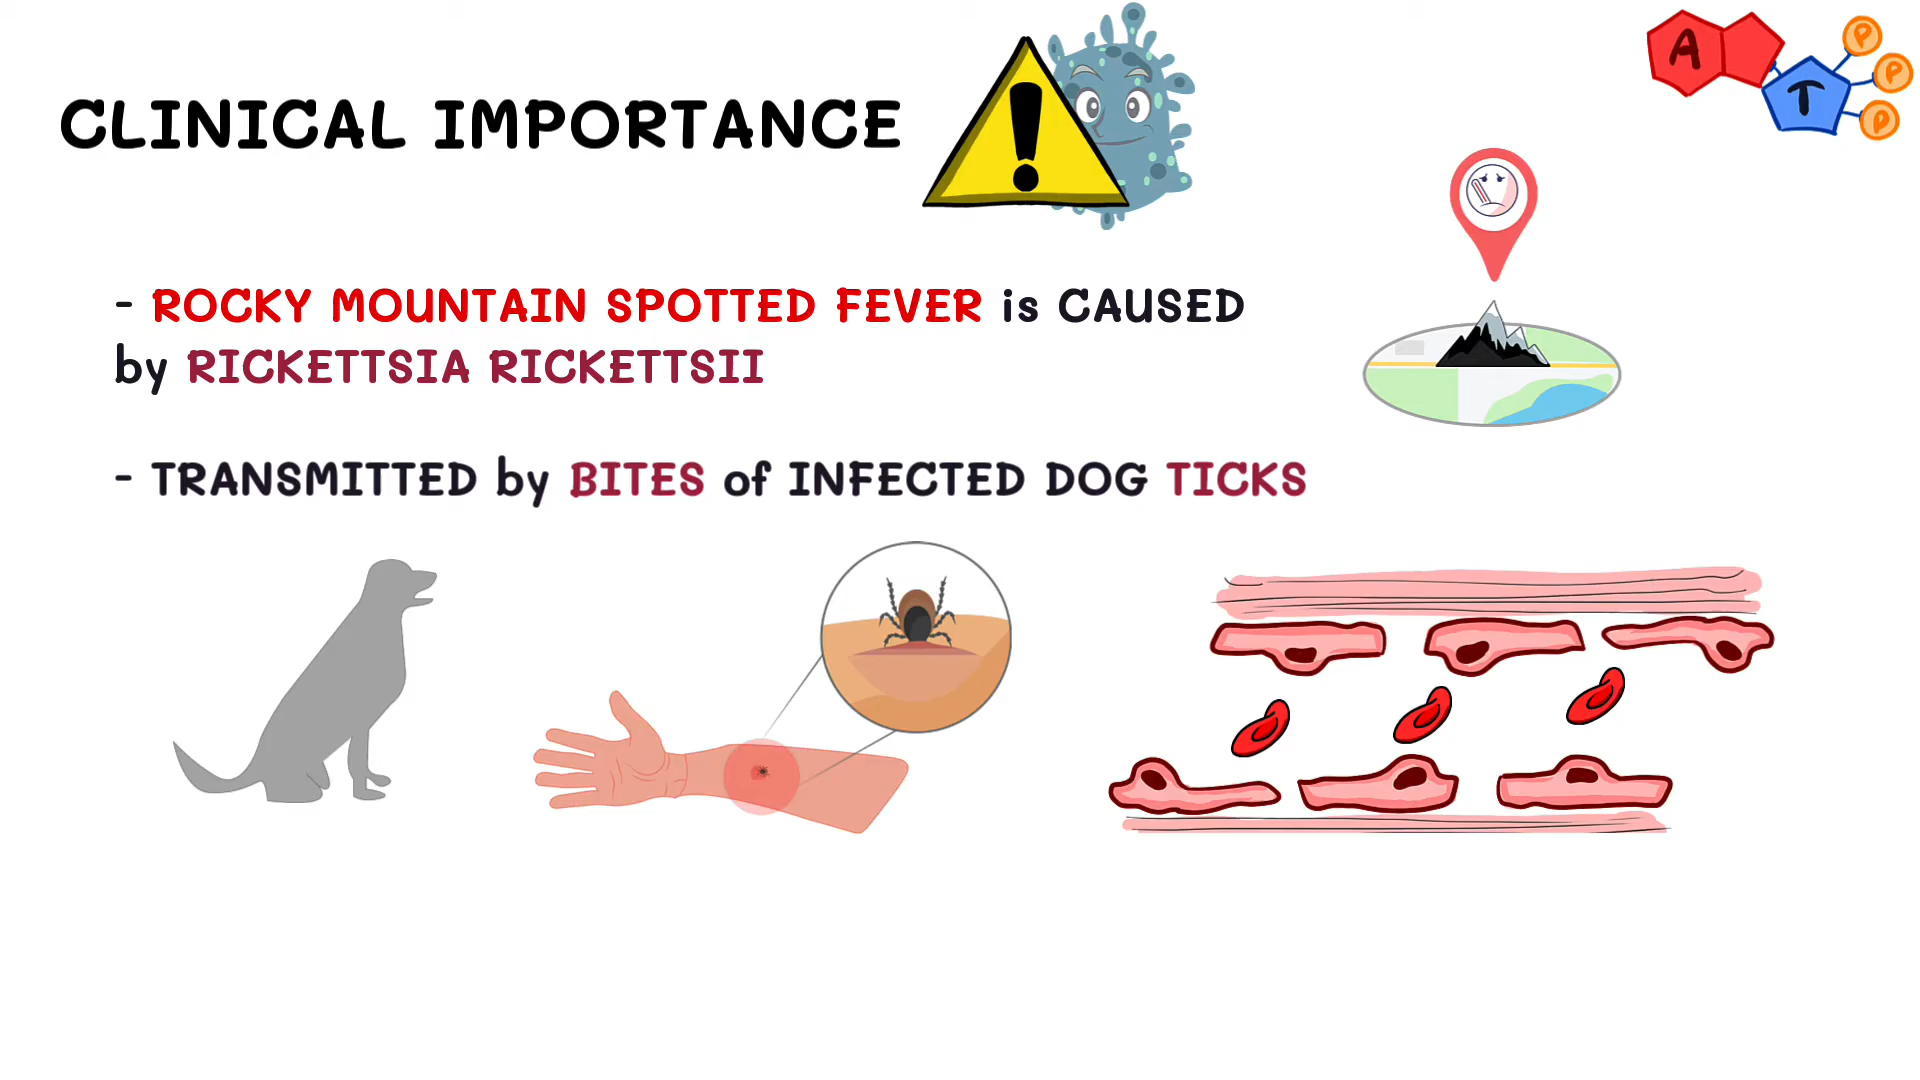 CLINICAL IMPORTANCE
A T P P P
- ROCKY MOUNTAIN SPOTTED FEVER is CAUSED
by RICKETTSIA RICKETTSII
- TRANSMITTED by BITES of INFECTED DOG TICKS